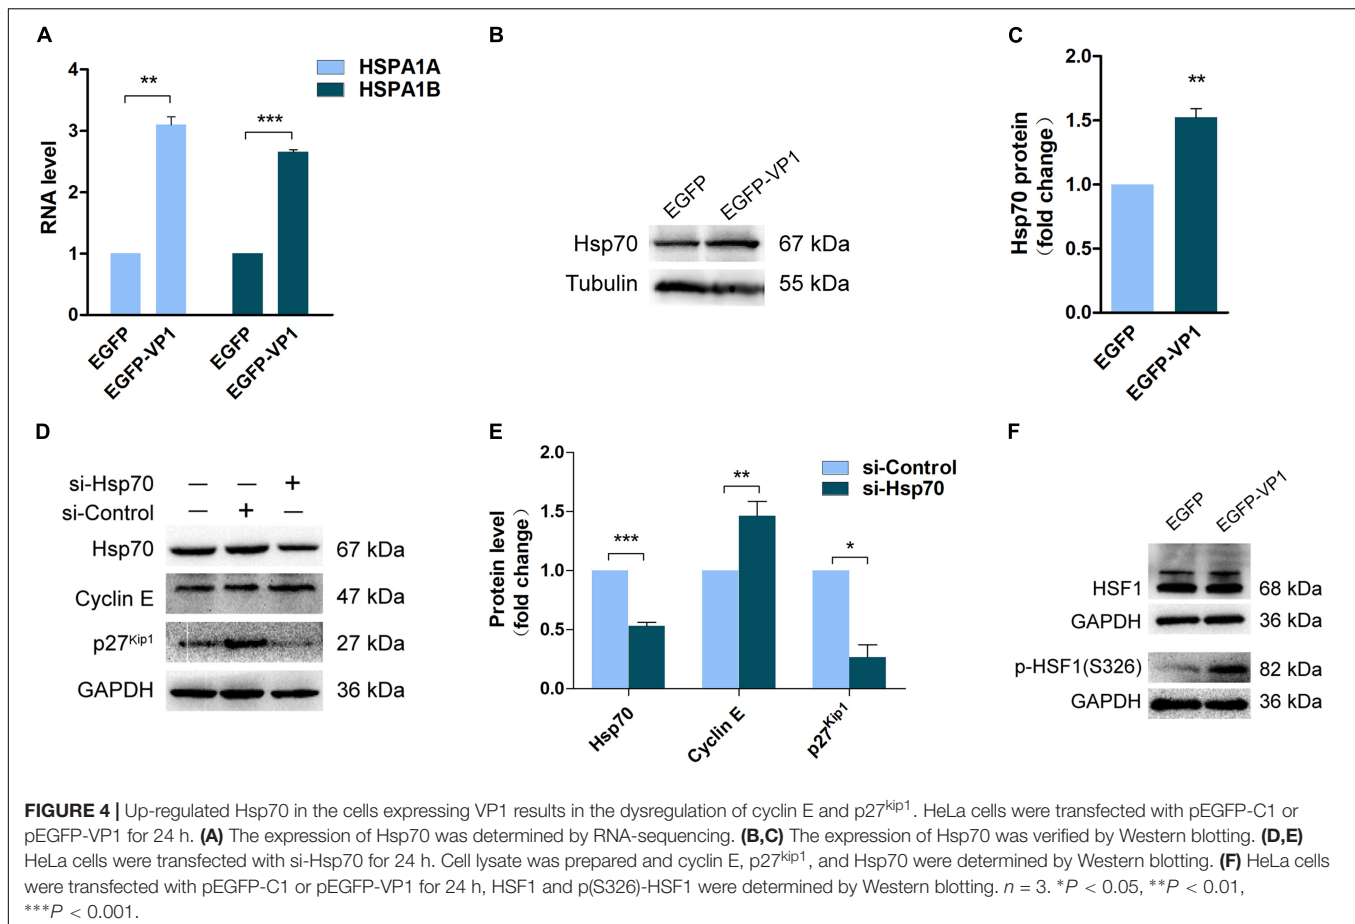 A
HSPA1A
HSPA1B
RNA level
4
3
2
1
0
**
***
EGFP
EGFP-VP1
EGFP
EGFP-VP1
B
EGFP
EGFP-VP1
Hsp70 67 kDa
Tubulin 55 kDa
C
Hsp70 protein
(fold change)
2.0
1.5
1.0
0.5
0.0
**
EGFP
EGFP-VP1
D
si-Hsp70 — — +
si-Control — + —
Hsp70 67 kDa
Cyclin E 47 kDa
p27Kip1 27 kDa
GAPDH 36 kDa
E
si-Control
si-Hsp70
Protein level
(fold change)
2.0
1.5
1.0
0.5
0.0
***
**
*
Hsp70
Cyclin E
p27Kip1
F
EGFP
EGFP-VP1
HSF1 68 kDa
GAPDH 36 kDa
p-HSF1(S326) 82 kDa
GAPDH 36 kDa
FIGURE 4 | Up-regulated Hsp70 in the cells expressing VP1 results in the dysregulation of cyclin E and p27kip1. HeLa cells were transfected with pEGFP-C1 or
pEGFP-VP1 for 24 h. (A) The expression of Hsp70 was determined by RNA-sequencing. (B,C) The expression of Hsp70 was verified by Western blotting. (D,E)
HeLa cells were transfected with si-Hsp70 for 24 h. Cell lysate was prepared and cyclin E, p27kip1, and Hsp70 were determined by Western blotting. (F) HeLa cells
were transfected with pEGFP-C1 or pEGFP-VP1 for 24 h, HSF1 and p(S326)-HSF1 were determined by Western blotting. n = 3. *P < 0.05, **P < 0.01,
***P < 0.001.